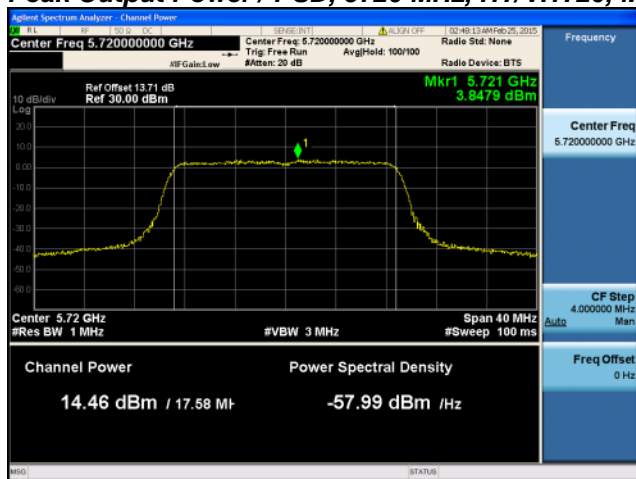 Peak Output Power / PSD, 5720 MHz, HT/VHT20, M
Agilent Spectrum Analyzer - Channel Power
RL RF 50 Ω DC SENSE:INT ALIGN OFF 02:48:13 AM Feb 25, 2015
Center Freq 5.720000000 GHz
Center Freq: 5.720000000 GHz
Radio Std: None
Trig: Free Run Avg|Hold: 100/100
#IFGain:Low #Atten: 20 dB Radio Device: BTS
Ref Offset 13.71 dB
10 dB/div Ref 30.00 dBm
Mkr1 5.721 GHz
3.8479 dBm
Log
20.0
10.0
0.00
-10.0
-20.0
-30.0
-40.0
-50.0
-60.0
1
Center 5.72 GHz Span 40 MHz
#Res BW 1 MHz #VBW 3 MHz #Sweep 100 ms
Channel Power Power Spectral Density
14.46 dBm / 17.58 MH -57.99 dBm /Hz
MSG STATUS
Frequency
Center Freq
5.720000000 GHz
CF Step
4.000000 MHz
Auto Man
Freq Offset
0 Hz